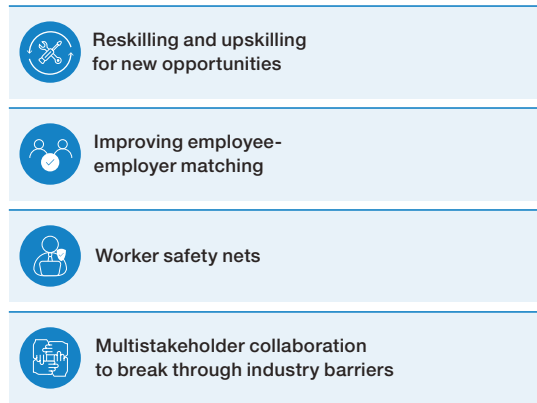 Reskilling and upskilling
for new opportunities
Improving employee-
employer matching
Worker safety nets
Multistakeholder collaboration
to break through industry barriers